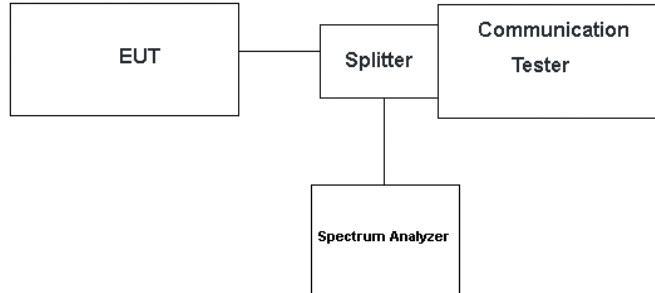 EUT
Splitter
Communication
Tester
Spectrum Analyzer